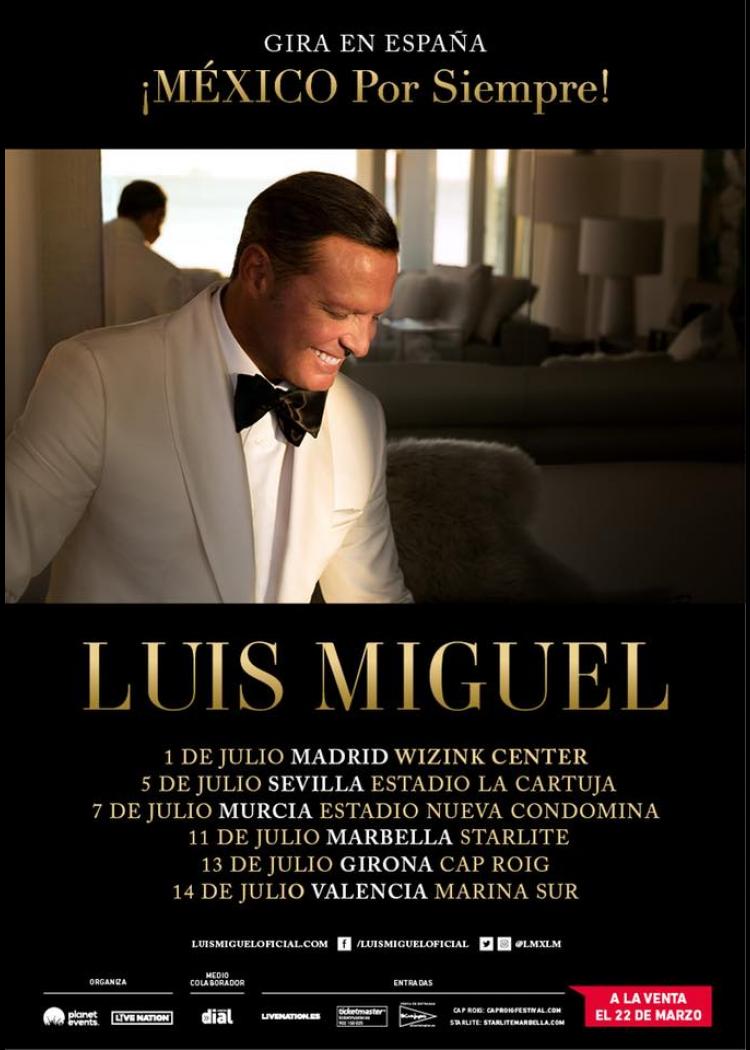 GIRA EN ESPAÑA
¡MÉXICO Por Siempre!
LUIS MIGUEL
1 DE JULIO MADRID WIZINK CENTER
5 DE JULIO SEVILLA ESTADIO LA CARTUJA
7 DE JULIO MURCIA ESTADIO NUEVA CONDOMINA
11 DE JULIO MARBELLA STARLITE
13 DE JULIO GIRONA CAP ROIG
14 DE JULIO VALENCIA MARINA SUR
LUISMIGUELOFICIAL.COM f /LUISMIGUELOFICIAL @LMXLM
ORGANIZA
planet events.
LIVE NATION
MEDIO COLABORADOR
dial
ENTRADAS
LIVENATION.ES
ticketmaster
CAP ROIG: CAPROIGFESTIVAL.COM
STARLITE: STARLITEMARBELLA.COM
A LA VENTA
EL 22 DE MARZO